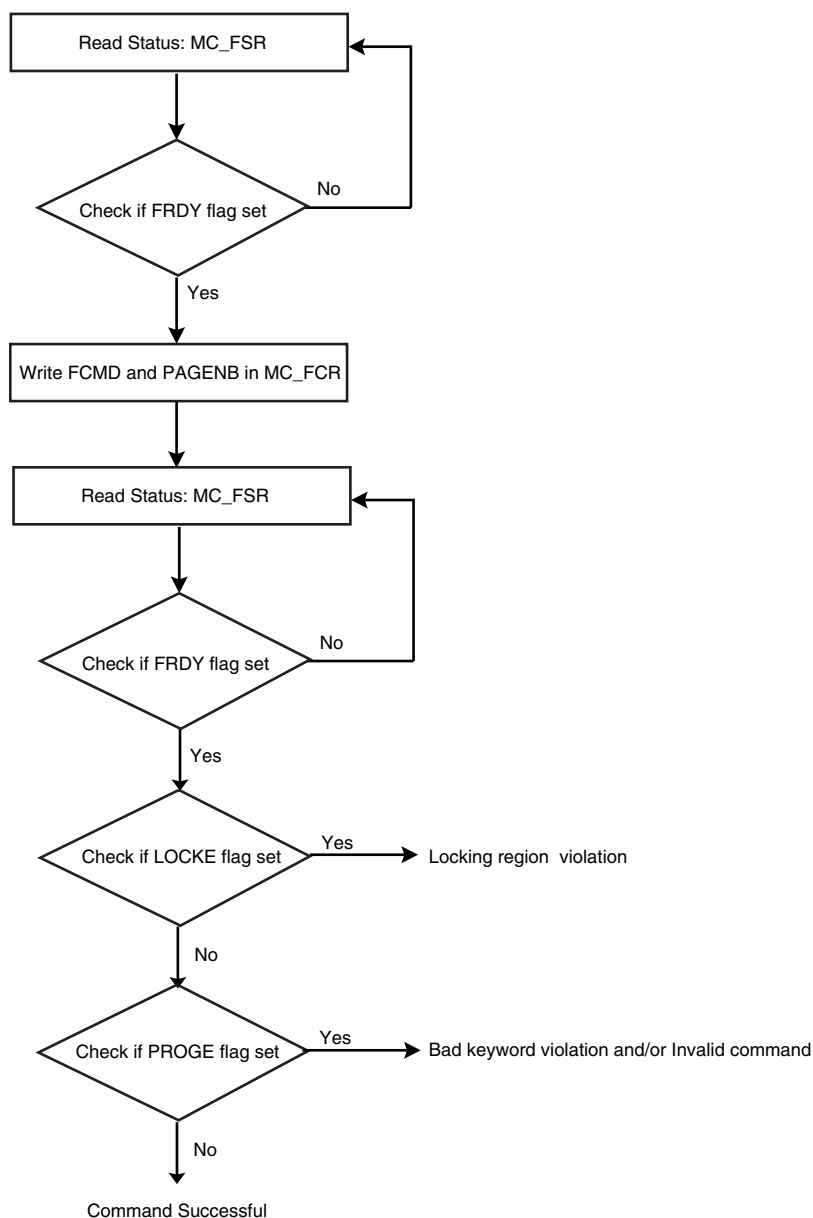 Read Status: MC_FSR
No
Check if FRDY flag set
Yes
Write FCMD and PAGENB in MC_FCR
Read Status: MC_FSR
No
Check if FRDY flag set
Yes
Yes
Check if LOCKE flag set
Locking region violation
No
Yes
Check if PROGE flag set
Bad keyword violation and/or Invalid command
No
Command Successful